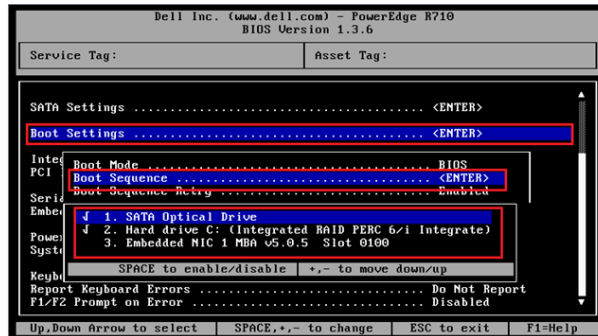 Dell Inc. (www.dell.com) - PowerEdge R710
BIOS Version 1.3.6
Service Tag: Asset Tag:
SATA Settings ...................................... <ENTER>
Boot Settings ...................................... <ENTER>
Boot Mode ..................................... BIOS
PCI
Boot Sequence ................................. <ENTER>
Boot Sequence Retry ........................... Enabled
√ 1. SATA Optical Drive
√ 2. Hard drive C: (Integrated RAID PERC 6/i Integrate)
3. Embedded NIC 1 MBA v5.0.5 Slot 0100
SPACE to enable/disable +,- to move down/up
Report Keyboard Errors ............................. Do Not Report
F1/F2 Prompt on Error .............................. Disabled
Up,Down Arrow to select SPACE,+,- to change ESC to exit F1=Help